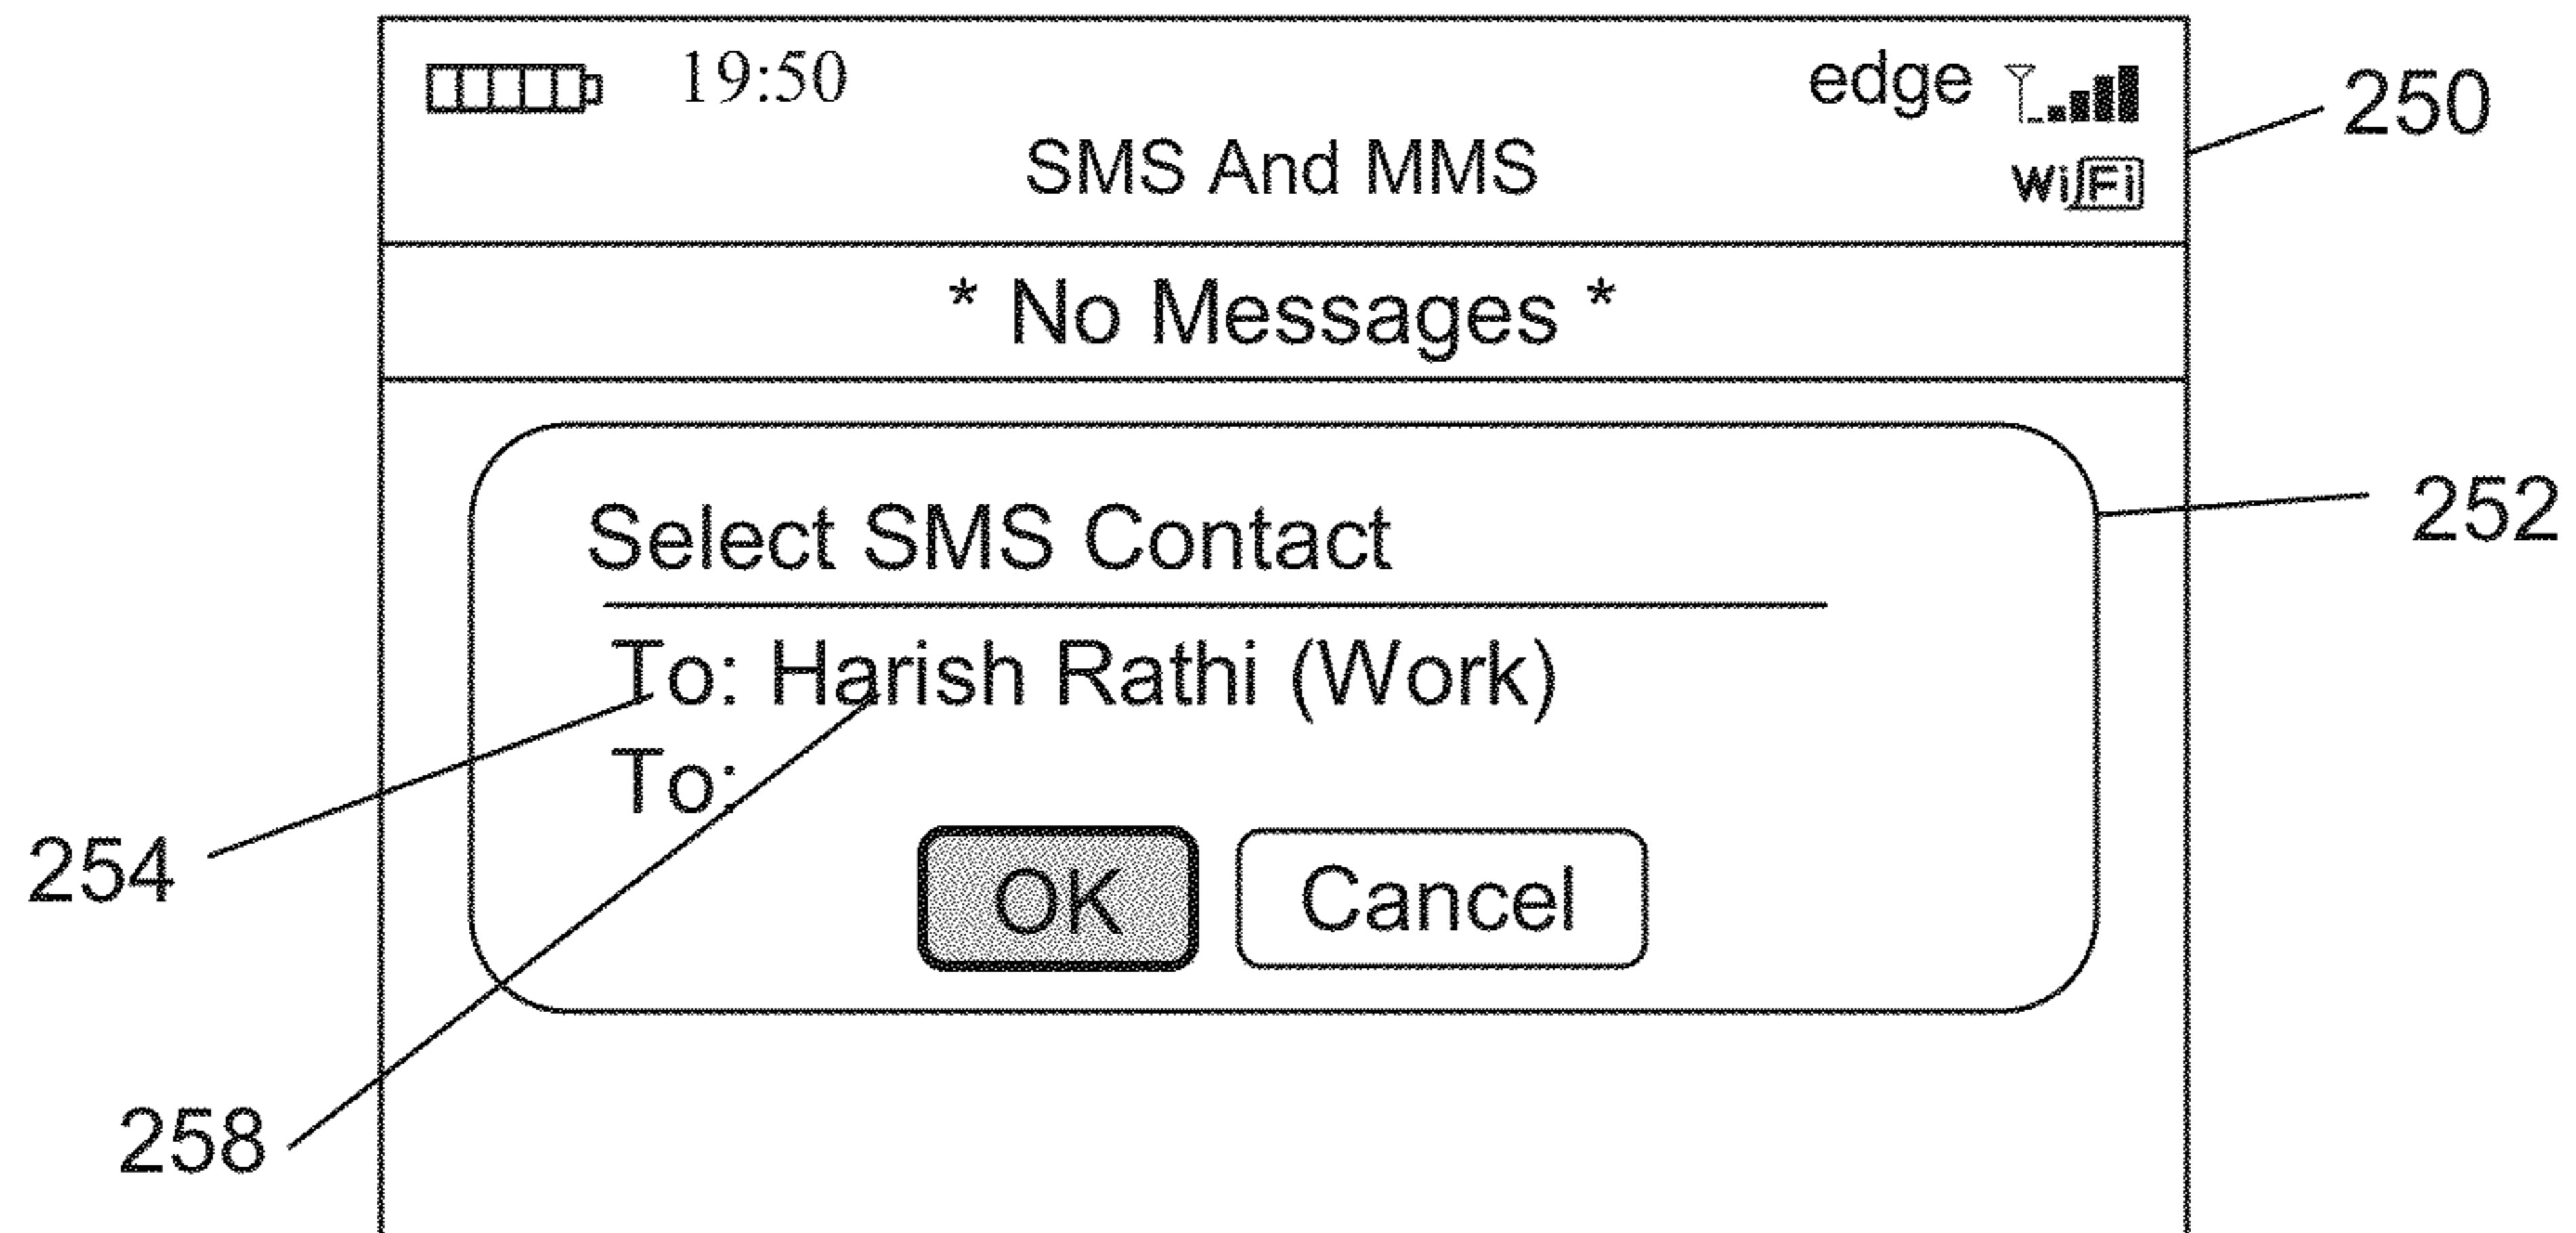 19:50 edge
250
SMS And MMS
WiFi
* No Messages *
Select SMS Contact
252
To: Harish Rathi (Work)
To:
254
OK Cancel
258